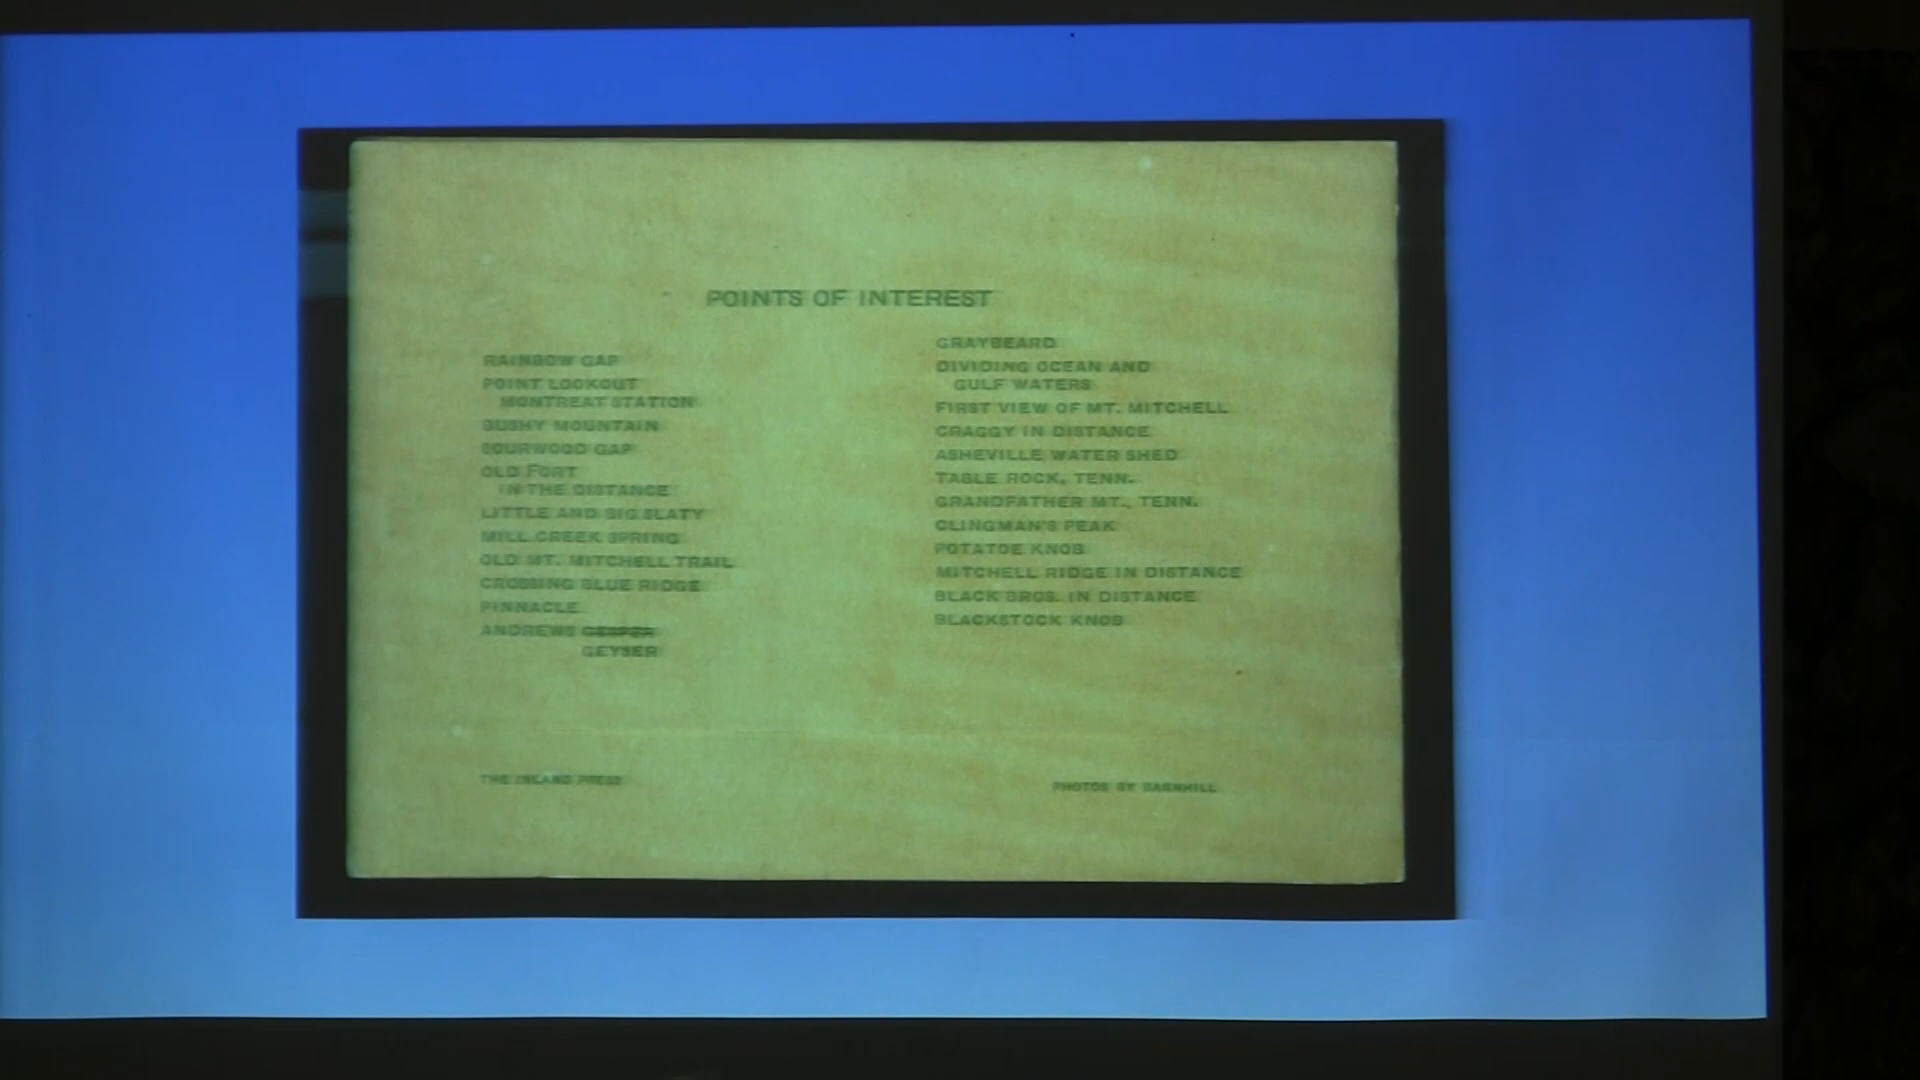 POINTS OF INTEREST
RAINBOW GAP
POINT LOOKOUT
MONTREAT STATION
BUSHY MOUNTAIN
SOURWOOD GAP
OLD FORT
IN THE DISTANCE
LITTLE AND BIG SLATY
MILL CREEK SPRING
OLD MT. MITCHELL TRAIL
CROSSING BLUE RIDGE
PINNACLE
ANDREWS
GEYSER
GRAYBEARD
DIVIDING OCEAN AND
GULF WATERS
FIRST VIEW OF MT. MITCHELL
CRAGGY IN DISTANCE
ASHEVILLE WATER SHED
TABLE ROCK, TENN.
GRANDFATHER MT., TENN.
CLINGMAN'S PEAK
POTATOE KNOB
MITCHELL RIDGE IN DISTANCE
BLACK BROS. IN DISTANCE
BLACKSTOCK KNOB
THE INLAND PRESS
PHOTOS BY BARNHILL